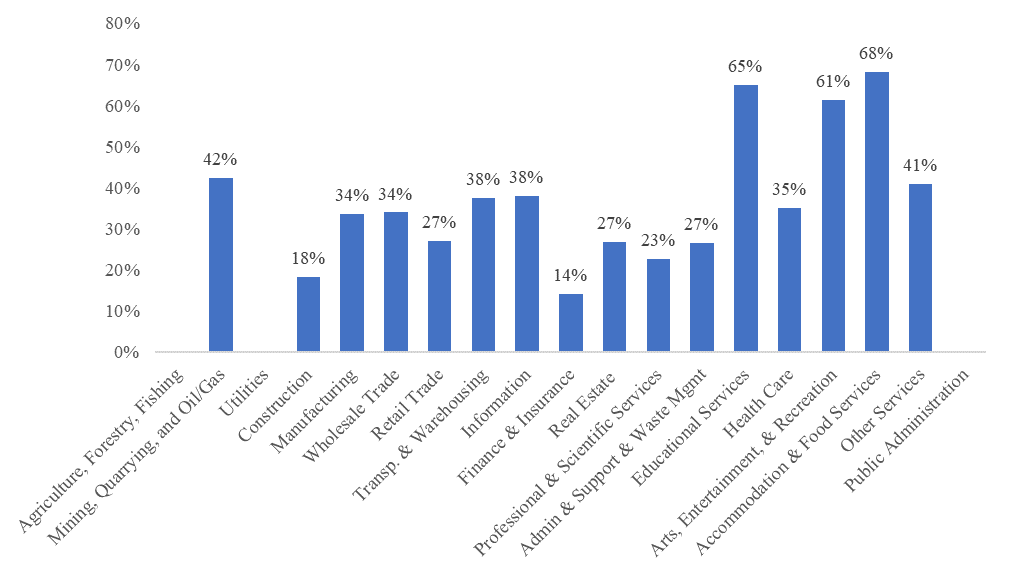 80%
70%
60%
50%
40%
30%
20%
10%
0%
42%
18%
34%
34%
27%
38%
38%
14%
27%
23%
27%
65%
35%
61%
68%
41%
Agriculture, Forestry, Fishing
Mining, Quarrying, and Oil/Gas
Utilities
Construction
Manufacturing
Wholesale Trade
Retail Trade
Transp. & Warehousing
Information
Finance & Insurance
Real Estate
Professional & Scientific Services
Admin & Support & Waste Mgmt
Educational Services
Health Care
Arts, Entertainment, & Recreation
Accommodation & Food Services
Other Services
Public Administration